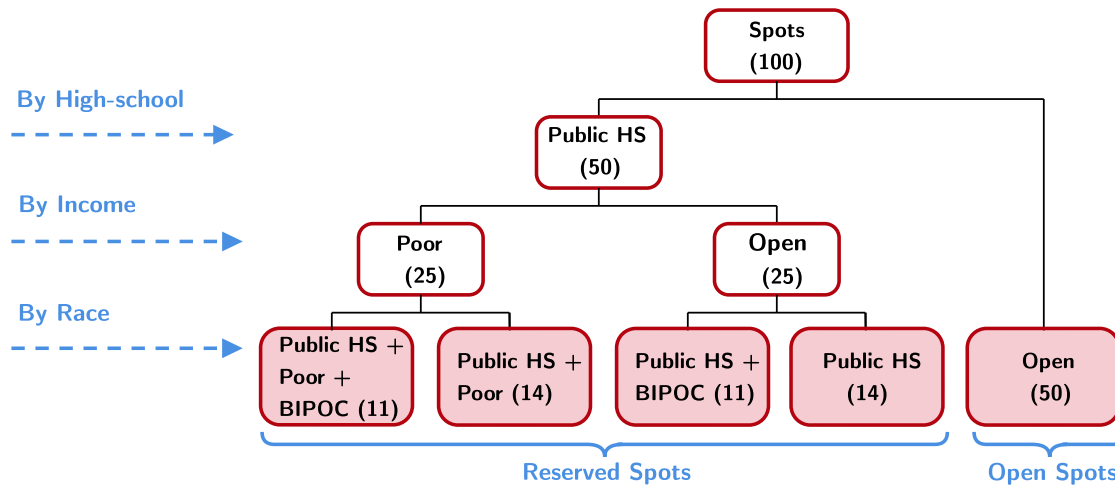 Spots
(100)
By High-school
Public HS
(50)
By Income
Poor
(25)
Open
(25)
By Race
Public HS +
Poor +
BIPOC (11)
Public HS +
Poor (14)
Public HS +
BIPOC (11)
Public HS
(14)
Open
(50)
Reserved Spots
Open Spots